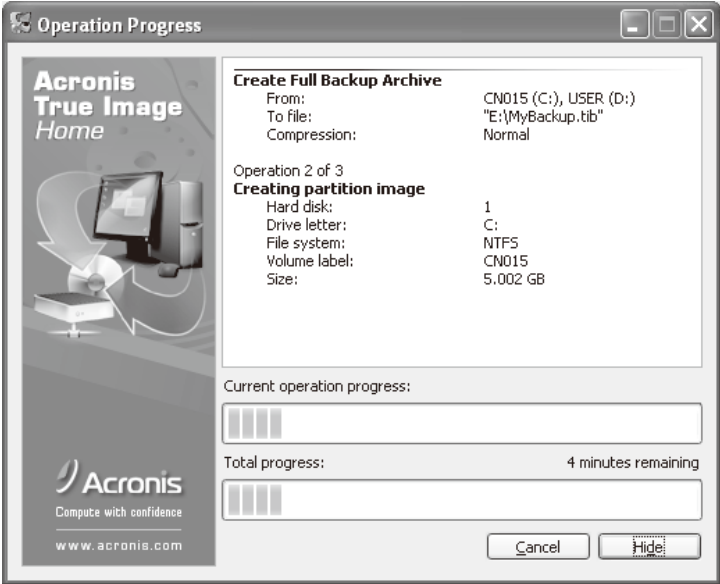 Operation Progress
Acronis
True Image
Home
Create Full Backup Archive
From: CN015 (C:), USER (D:)
To file: "E:\MyBackup.tib"
Compression: Normal
Operation 2 of 3
Creating partition image
Hard disk: 1
Drive letter: C:
File system: NTFS
Volume label: CN015
Size: 5.002 GB
Current operation progress:
Total progress: 4 minutes remaining
Acronis
Compute with confidence
www.acronis.com
Cancel Hide